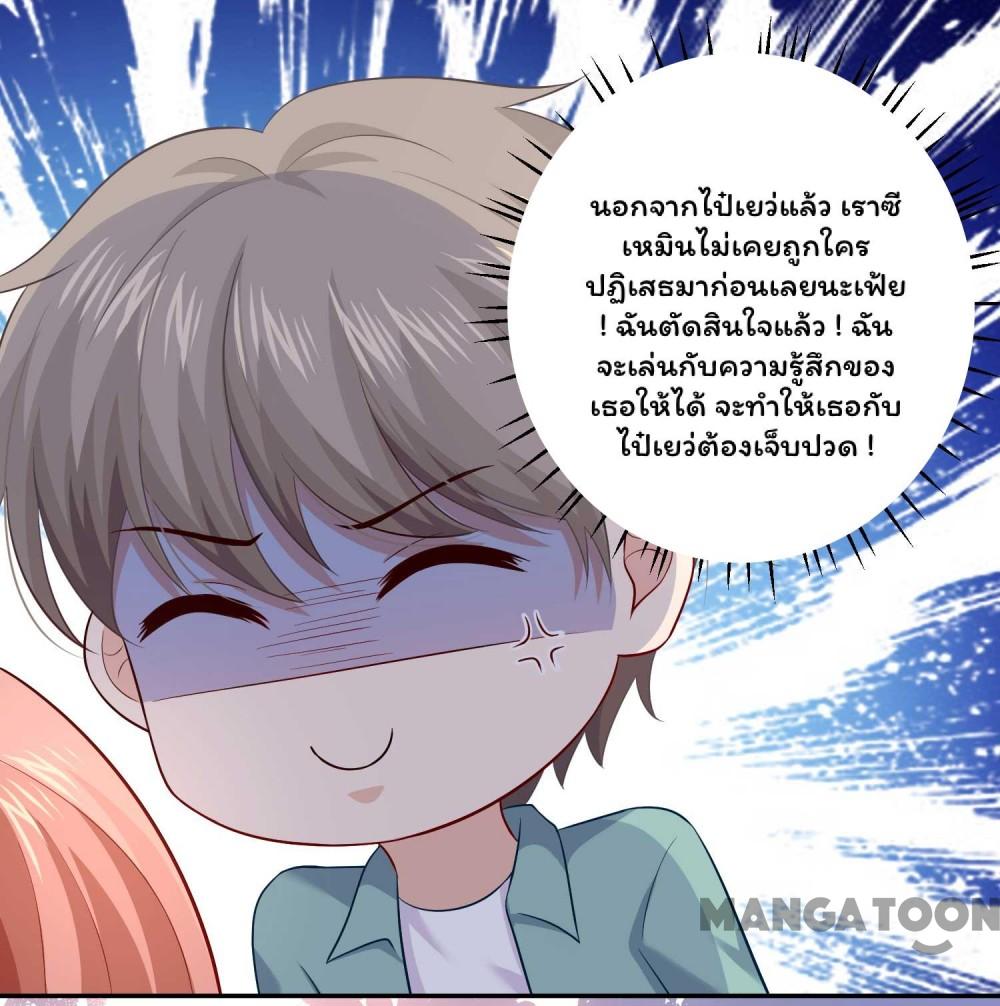 นอกจากไป๋เยว่แล้ว เราซี
เหมินไม่เคยถูกใคร
ปฏิเสธมาก่อนเลยนะเฟ้ย
! ฉันตัดสินใจแล้ว ! ฉัน
จะเล่นกับความรู้สึกของ
เธอให้ได้ จะทำให้เธอกับ
ไป๋เยว่ต้องเจ็บปวด !
MANGA TOON